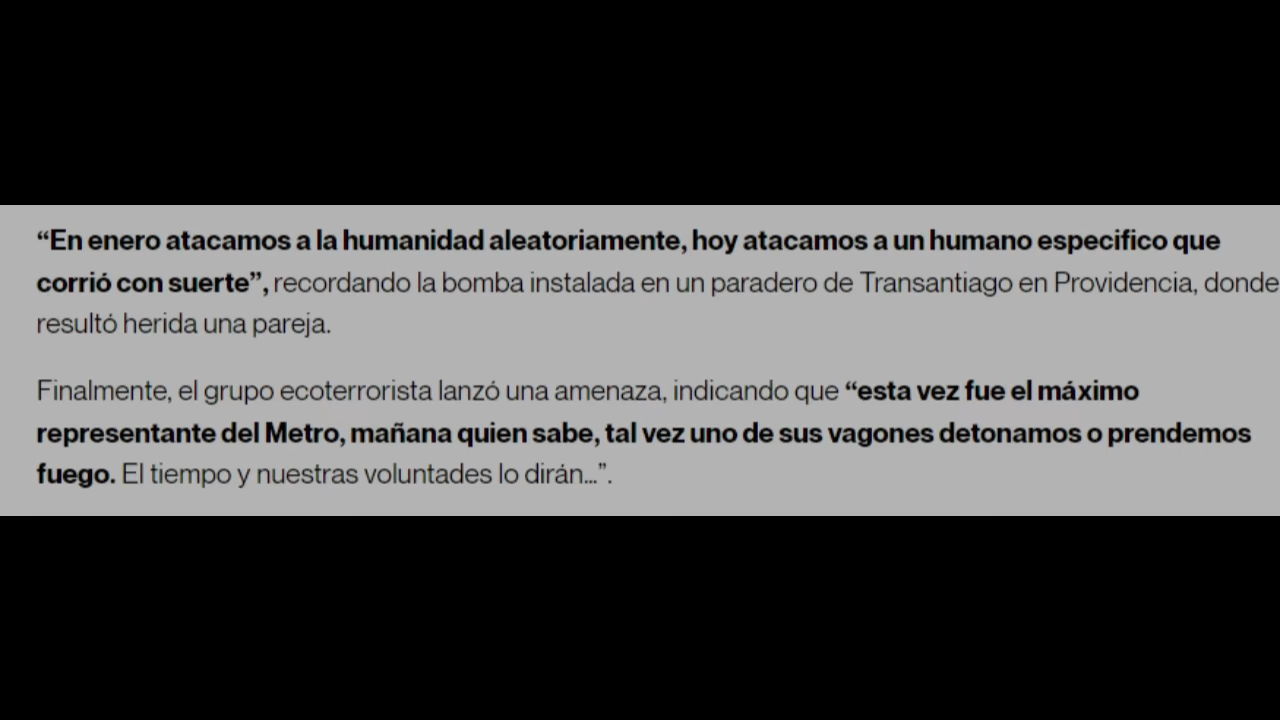 “En enero atacamos a la humanidad aleatoriamente, hoy atacamos a un humano especifico que
corrió con suerte”, recordando la bomba instalada en un paradero de Transantiago en Providencia, donde
resultó herida una pareja.
Finalmente, el grupo ecoterrorista lanzó una amenaza, indicando que “esta vez fue el máximo
representante del Metro, mañana quien sabe, tal vez uno de sus vagones detonamos o prendemos
fuego. El tiempo y nuestras voluntades lo dirán...”.